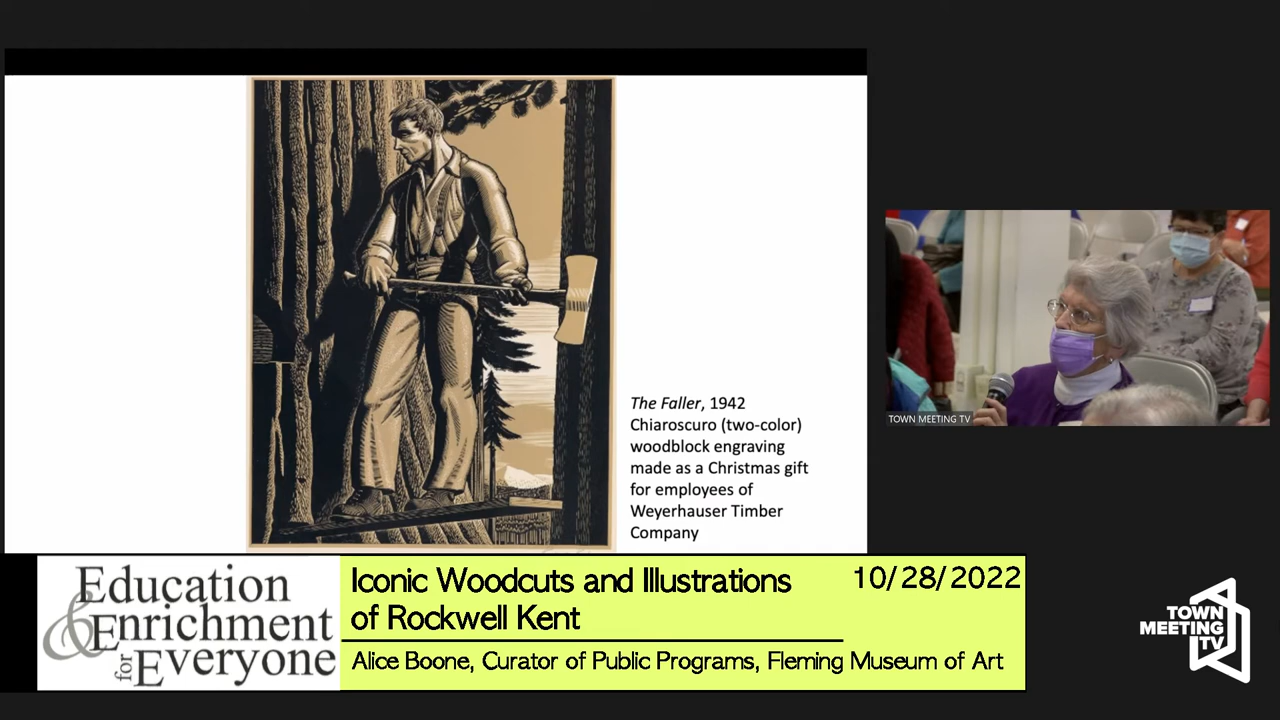 The Faller, 1942
Chiaroscuro (two-color)
woodblock engraving
made as a Christmas gift
for employees of
Weyerhauser Timber
Company
TOWN MEETING TV
Education
& Enrichment
for Everyone
Iconic Woodcuts and Illustrations
of Rockwell Kent
10/28/2022
Alice Boone, Curator of Public Programs, Fleming Museum of Art
TOWN
MEETING
TV